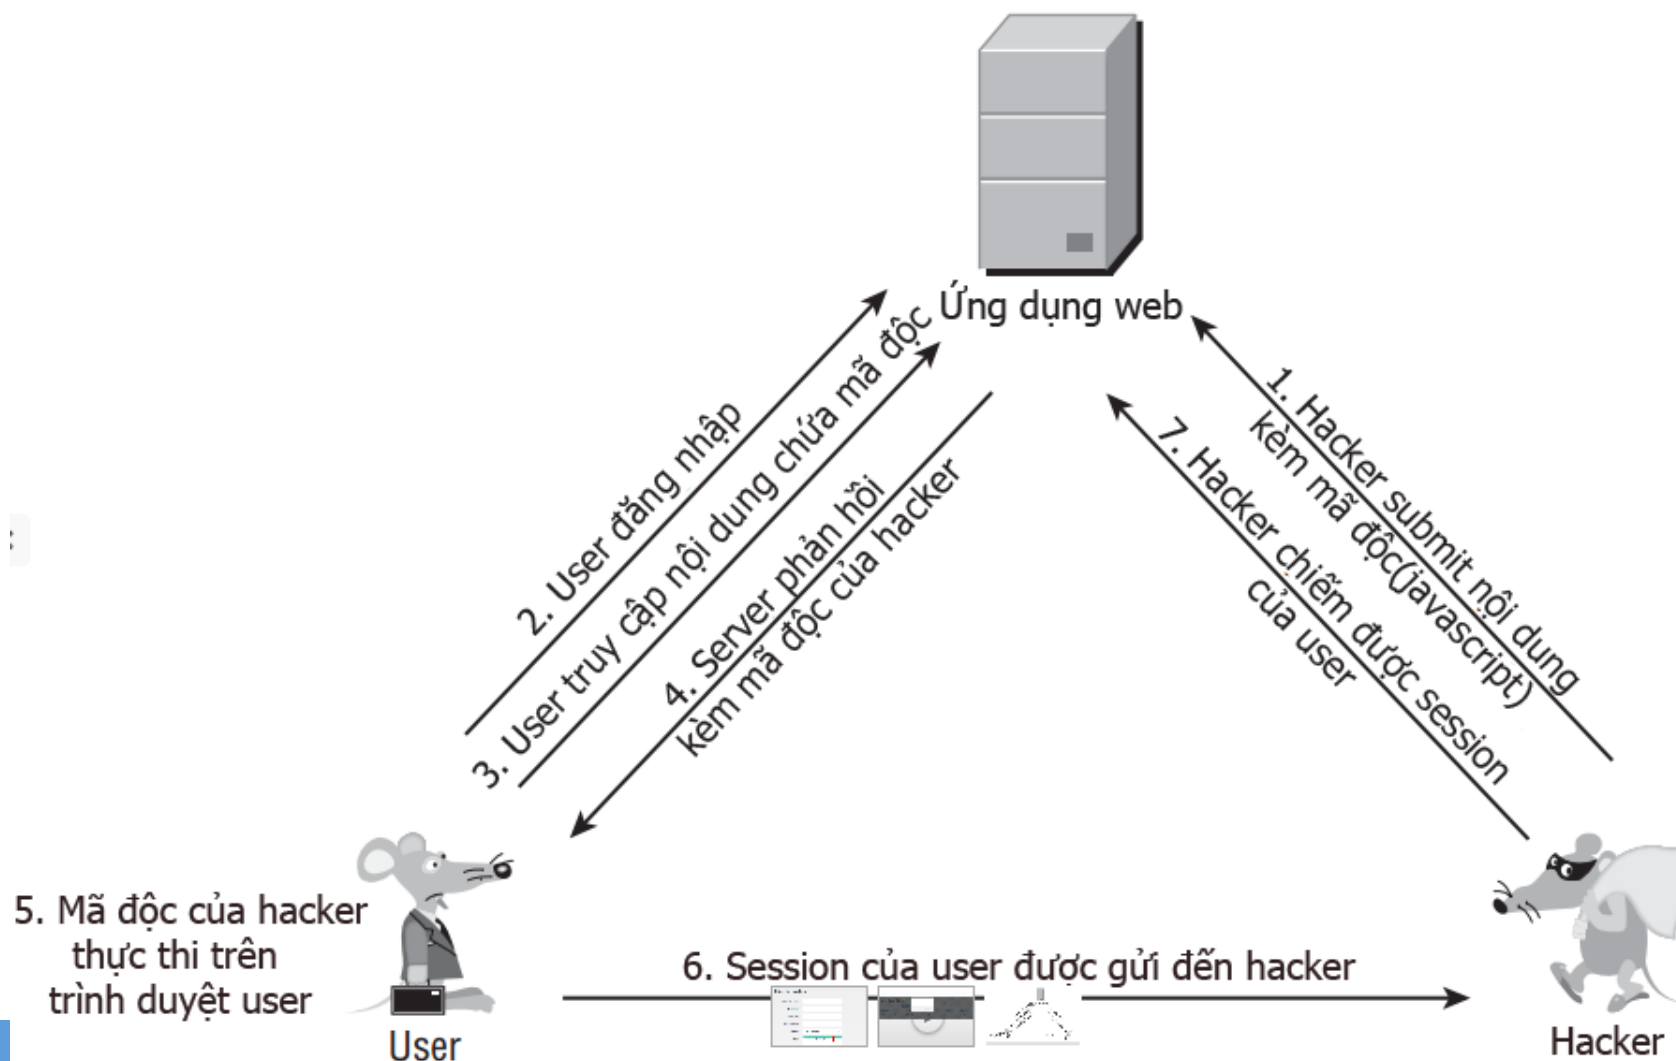 Ứng dụng web
1. Hacker submit nội dung
kèm mã độc(javascript)
2. User đăng nhập
3. User truy cập nội dung chứa mã độc
4. Server phản hồi
kèm mã độc của hacker
7. Hacker chiếm được session
của user
5. Mã độc của hacker
thực thi trên
trình duyệt user
6. Session của user được gửi đến hacker
User
Hacker